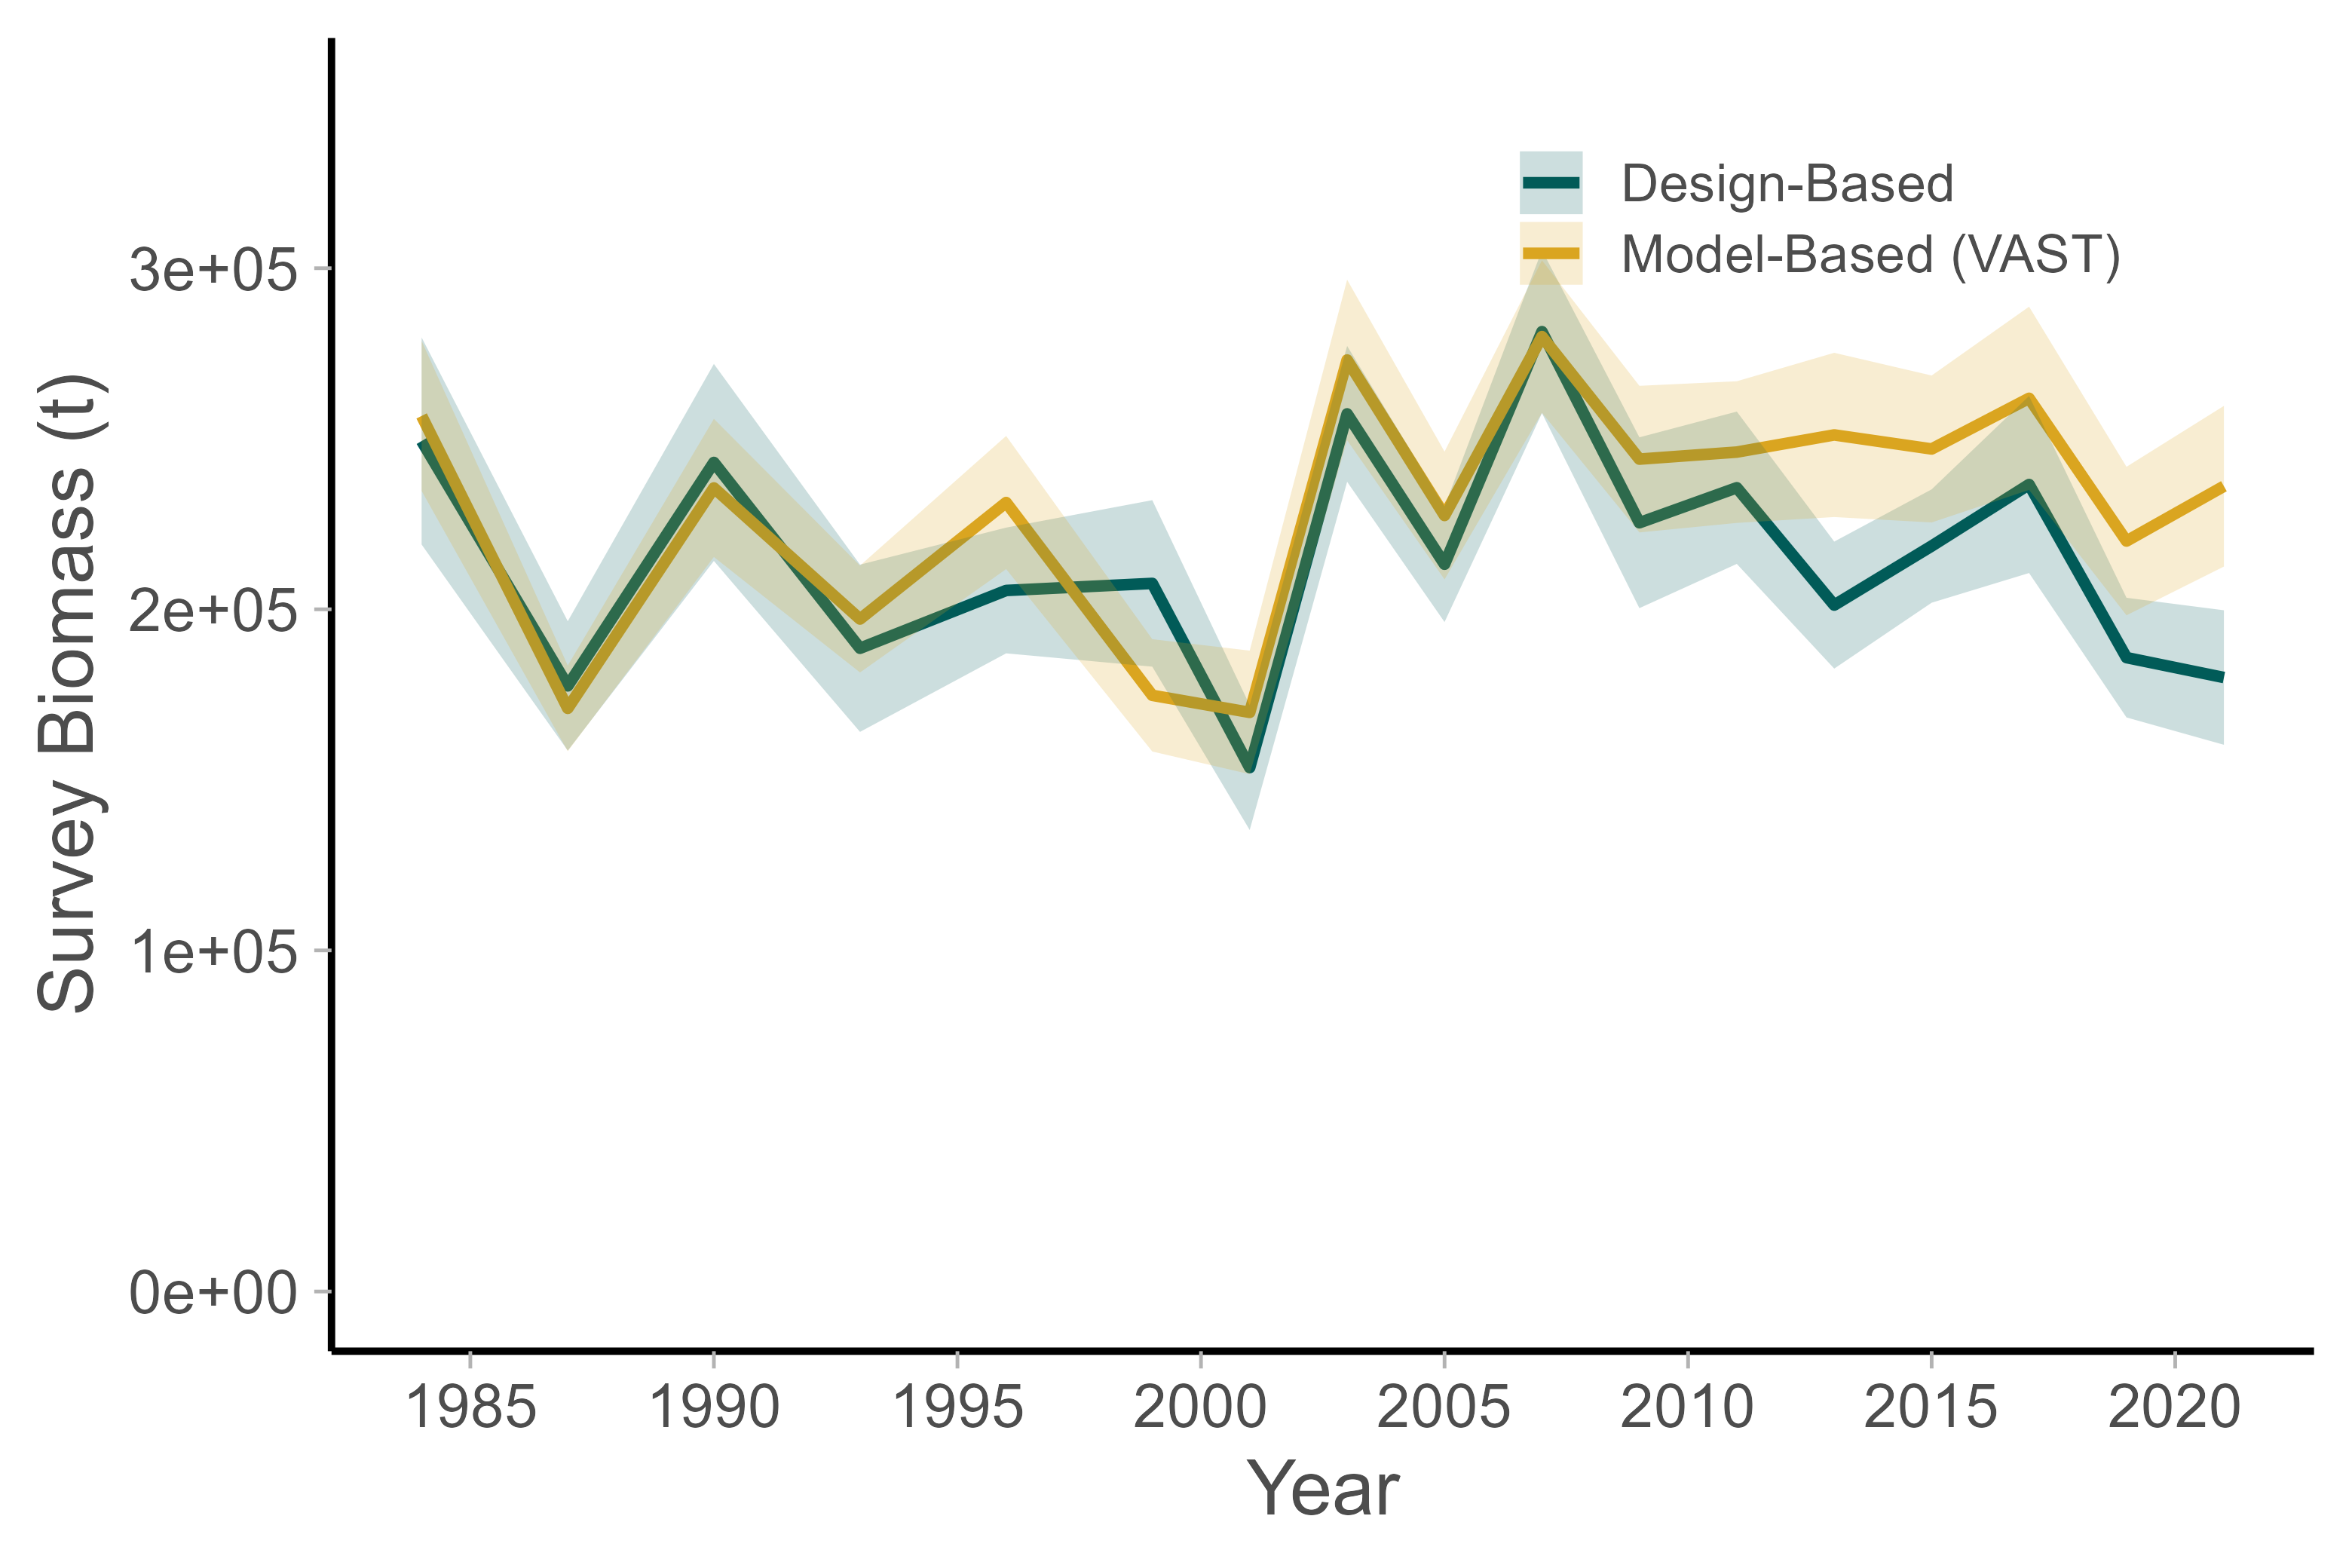 Design-Based
Model-Based (VAST)
Survey Biomass (t)
3e+05
2e+05
1e+05
0e+00
1985 1990 1995 2000 2005 2010 2015 2020
Year